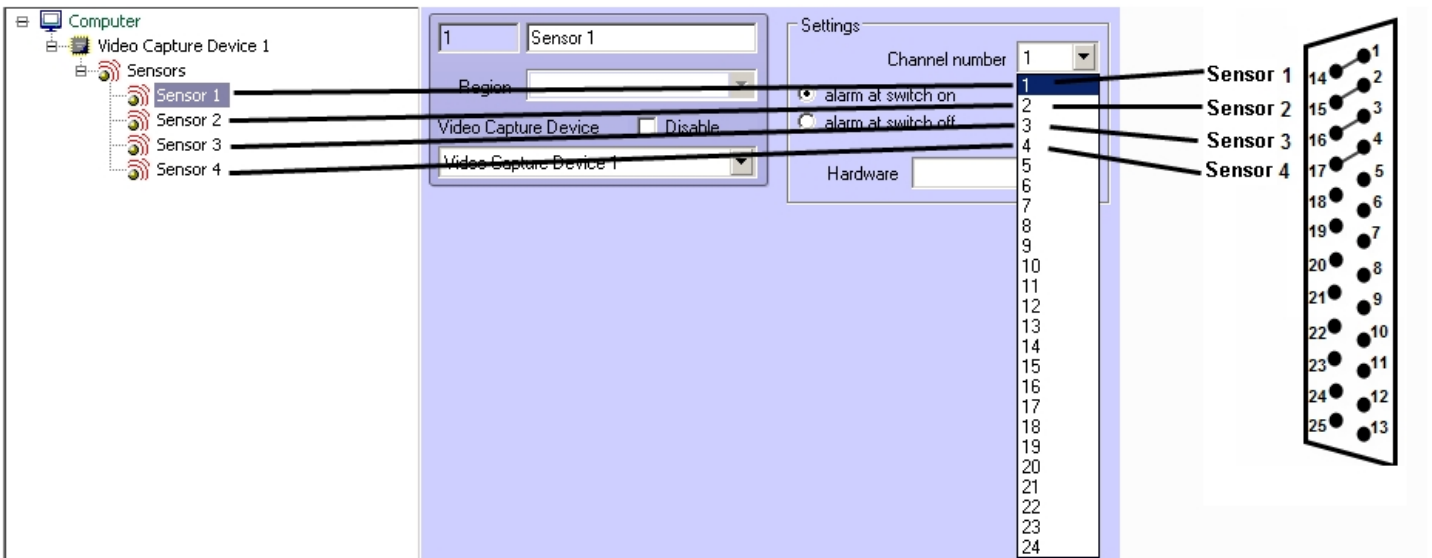 Computer
Video Capture Device 1
Sensors
Sensor 1
Sensor 2
Sensor 3
Sensor 4
1 Sensor 1
Region
Video Capture Device Disable
Video Capture Device 1
Settings
Channel number 1
alarm at switch on
alarm at switch off
Hardware
1
2
3
4
5
6
7
8
9
10
11
12
13
14
15
16
17
18
19
20
21
22
23
24
Sensor 1
Sensor 2
Sensor 3
Sensor 4
1
14
2
15
3
16
4
17
5
18
6
19
7
20
8
21
9
22
10
23
11
24
12
25
13